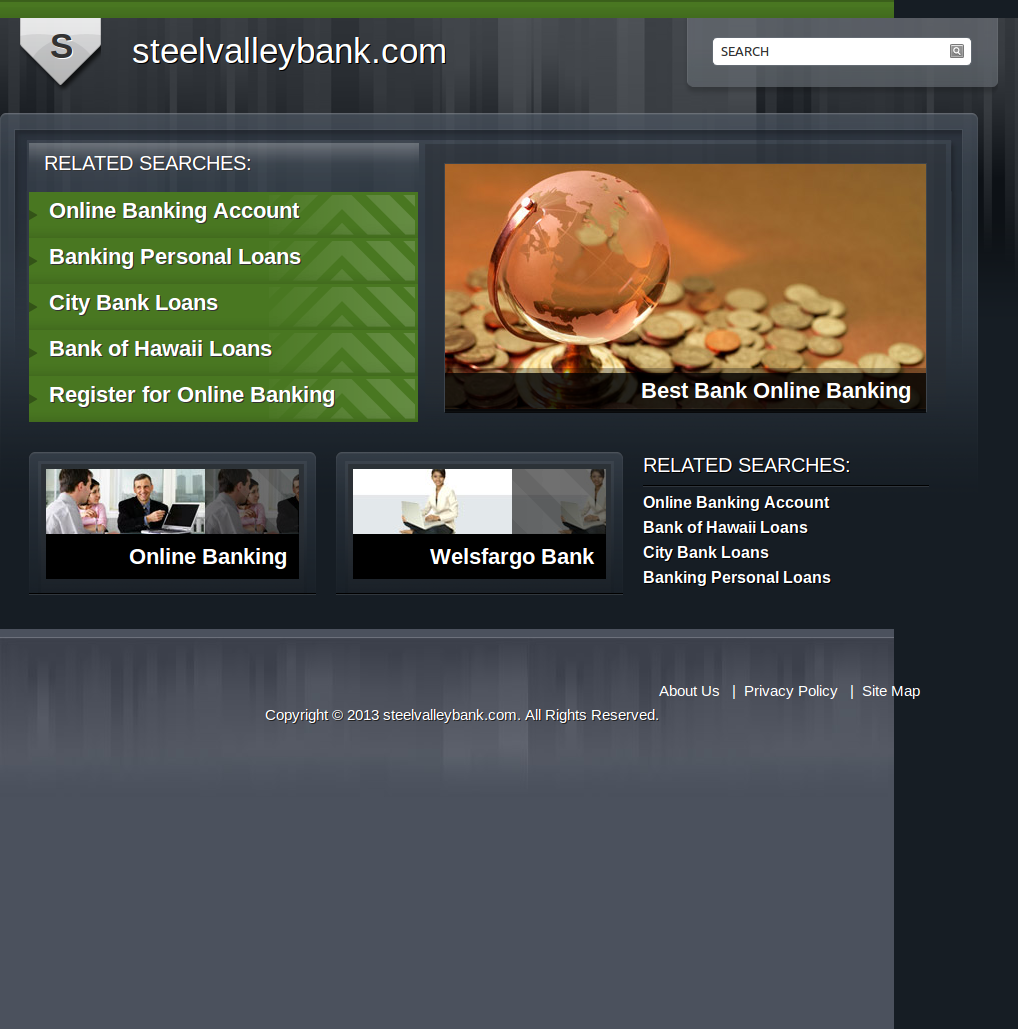 S
steelvalleybank.com
SEARCH
RELATED SEARCHES:
Online Banking Account
Banking Personal Loans
City Bank Loans
Bank of Hawaii Loans
Register for Online Banking
Best Bank Online Banking
Online Banking
Welsfargo Bank
RELATED SEARCHES:
Online Banking Account
Bank of Hawaii Loans
City Bank Loans
Banking Personal Loans
About Us | Privacy Policy | Site Map
Copyright © 2013 steelvalleybank.com. All Rights Reserved.